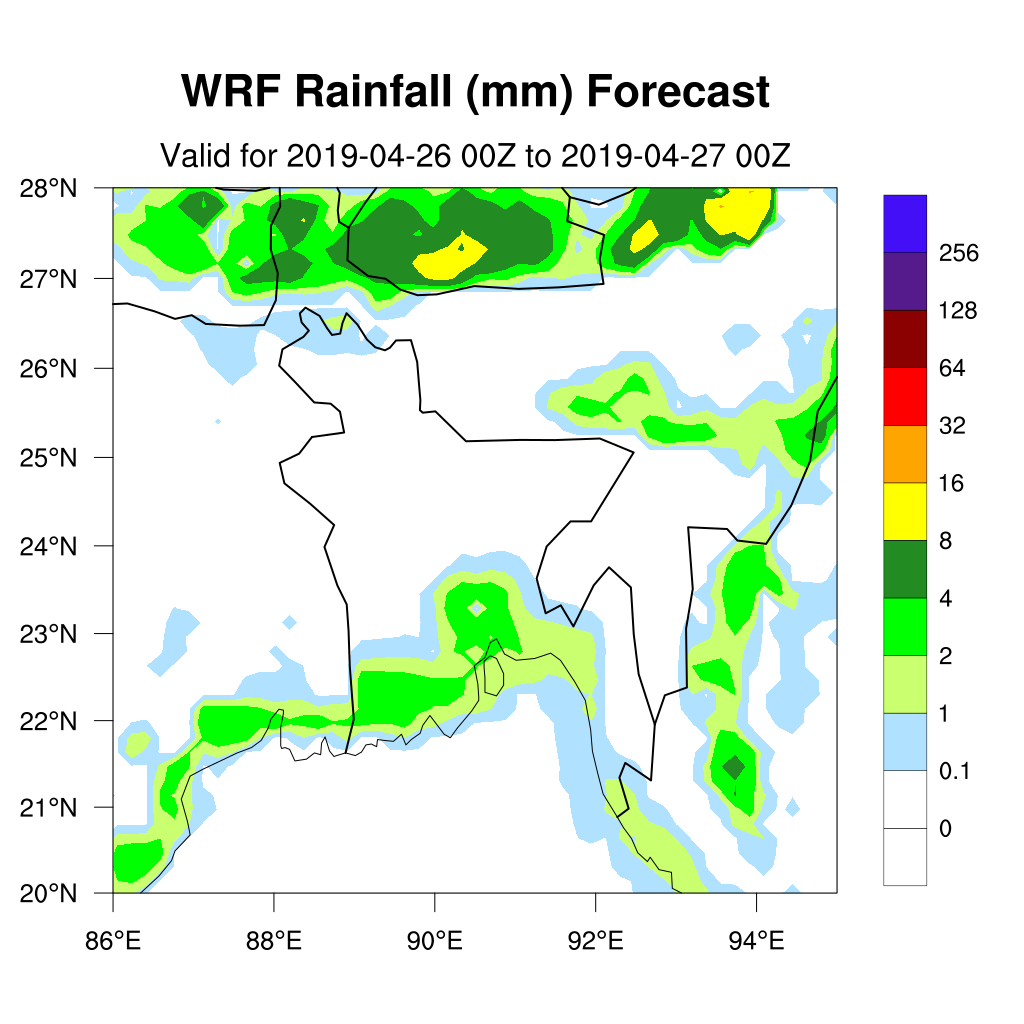 WRF Rainfall (mm) Forecast
Valid for 2019-04-26 00Z to 2019-04-27 00Z
28°N
27°N
26°N
25°N
24°N
23°N
22°N
21°N
20°N
86°E 88°E 90°E 92°E 94°E
256
128
64
32
16
8
4
2
1
0.1
0